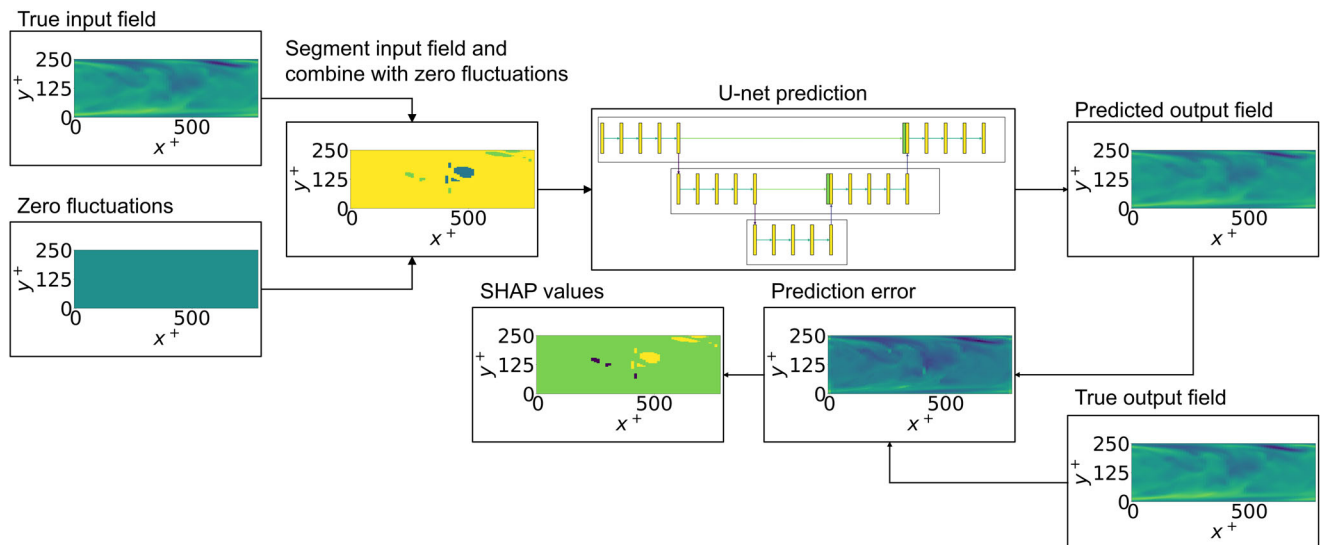 True input field
250
125
0
y+
0
500
x+
Zero fluctuations
250
125
0
y+
0
500
x+
Segment input field and
combine with zero fluctuations
250
125
0
y+
0
500
x+
U-net prediction
Predicted output field
250
125
0
y+
0
500
x+
SHAP values
250
125
0
y+
0
500
x+
Prediction error
250
125
0
y+
0
500
x+
True output field
250
125
0
y+
0
500
x+